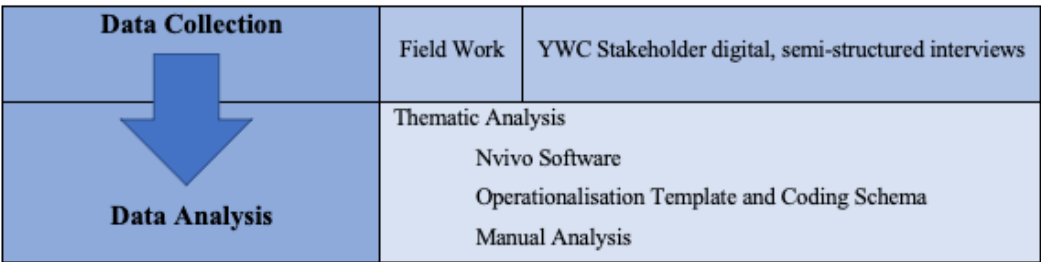 Data Collection
Field Work
YWC Stakeholder digital, semi-structured interviews
Thematic Analysis
Nvivo Software
Operationalisation Template and Coding Schema
Manual Analysis
Data Analysis